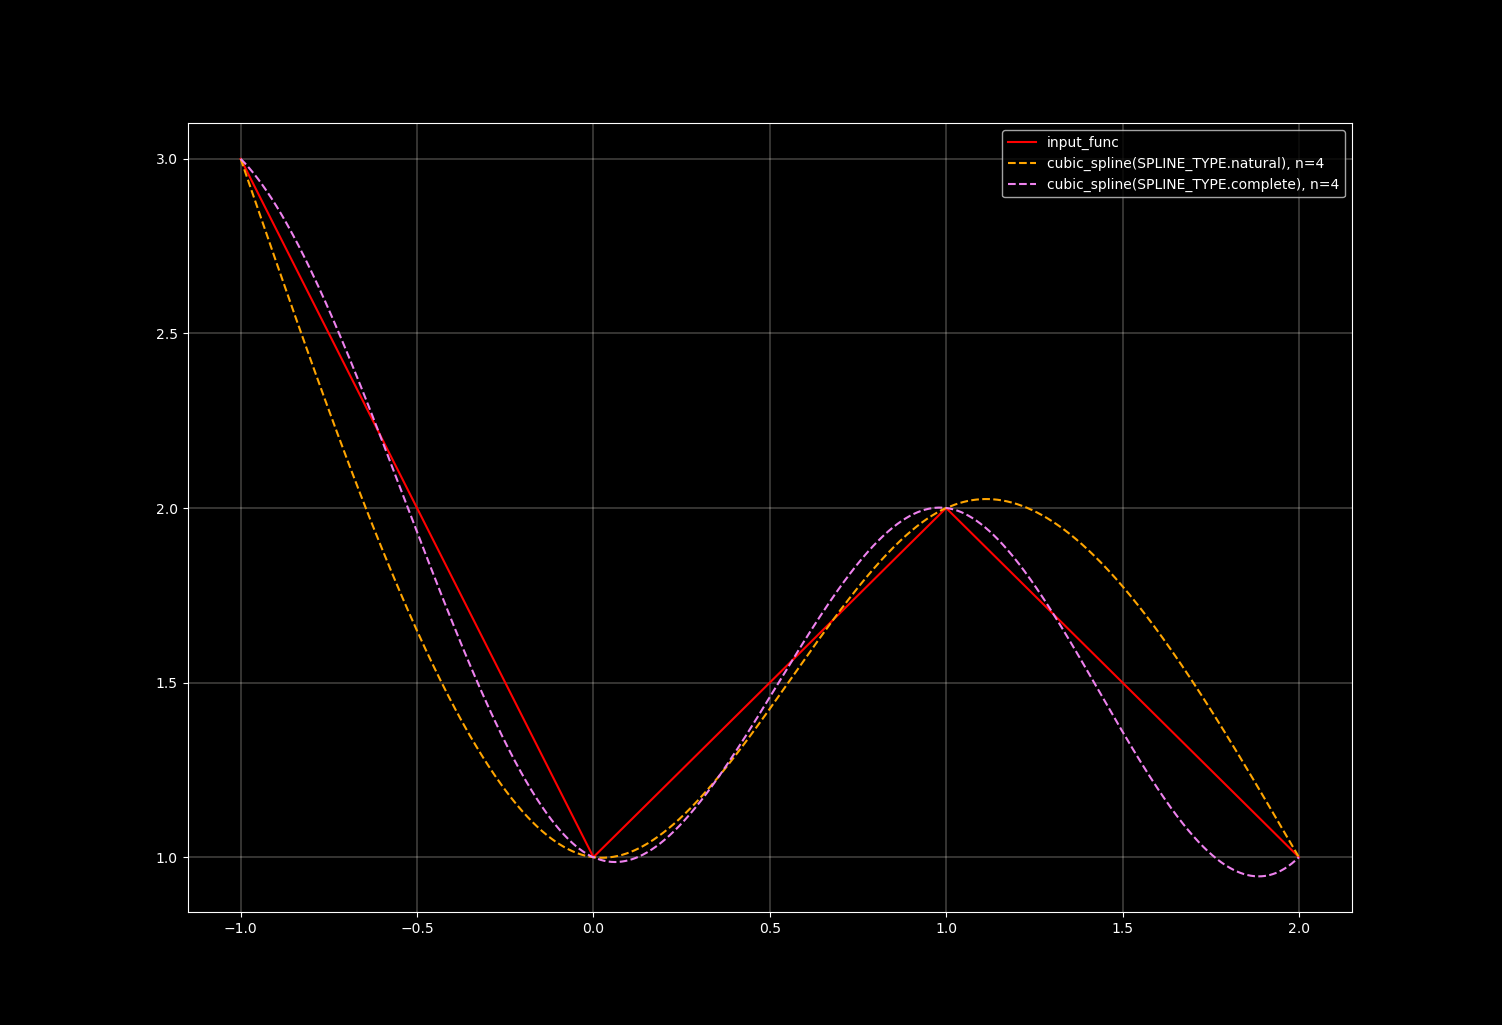 input_func
cubic_spline(SPLINE_TYPE.natural), n=4
cubic_spline(SPLINE_TYPE.complete), n=4
3.0
2.5
2.0
1.5
1.0
−1.0 −0.5 0.0 0.5 1.0 1.5 2.0